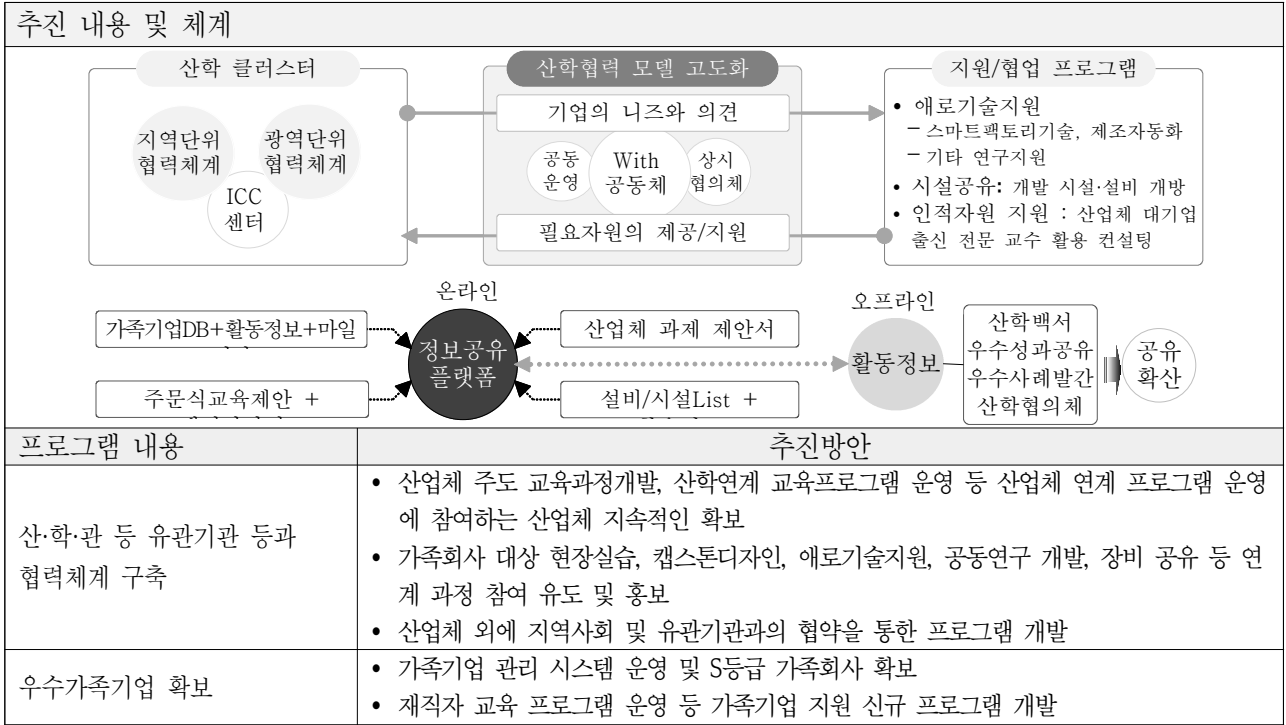 추진 내용 및 체계
산학 클러스터
지역단위
협력체계
광역단위
협력체계
ICC
센터
산학협력 모델 고도화
기업의 니즈와 의견
공동
운영
With
공동체
상시
협의체
필요자원의 제공/지원
지원/협업 프로그램
• 애로기술지원
– 스마트팩토리기술, 제조자동화
– 기타 연구지원
• 시설공유: 개발 시설·설비 개방
• 인적자원 지원 : 산업체 대기업
출신 전문 교수 활용 컨설팅
온라인
가족기업DB+활동정보+마일
주문식교육제안 +
정보공유
플랫폼
산업체 과제 제안서
설비/시설List +
오프라인
활동정보
산학백서
우수성과공유
우수사례발간
산학협의체
공유
확산
프로그램 내용
추진방안
산·학·관 등 유관기관 등과
협력체계 구축
• 산업체 주도 교육과정개발, 산학연계 교육프로그램 운영 등 산업체 연계 프로그램 운영
에 참여하는 산업체 지속적인 확보
• 가족회사 대상 현장실습, 캡스톤디자인, 애로기술지원, 공동연구 개발, 장비 공유 등 연
계 과정 참여 유도 및 홍보
• 산업체 외에 지역사회 및 유관기관과의 협약을 통한 프로그램 개발
우수가족기업 확보
• 가족기업 관리 시스템 운영 및 S등급 가족회사 확보
• 재직자 교육 프로그램 운영 등 가족기업 지원 신규 프로그램 개발